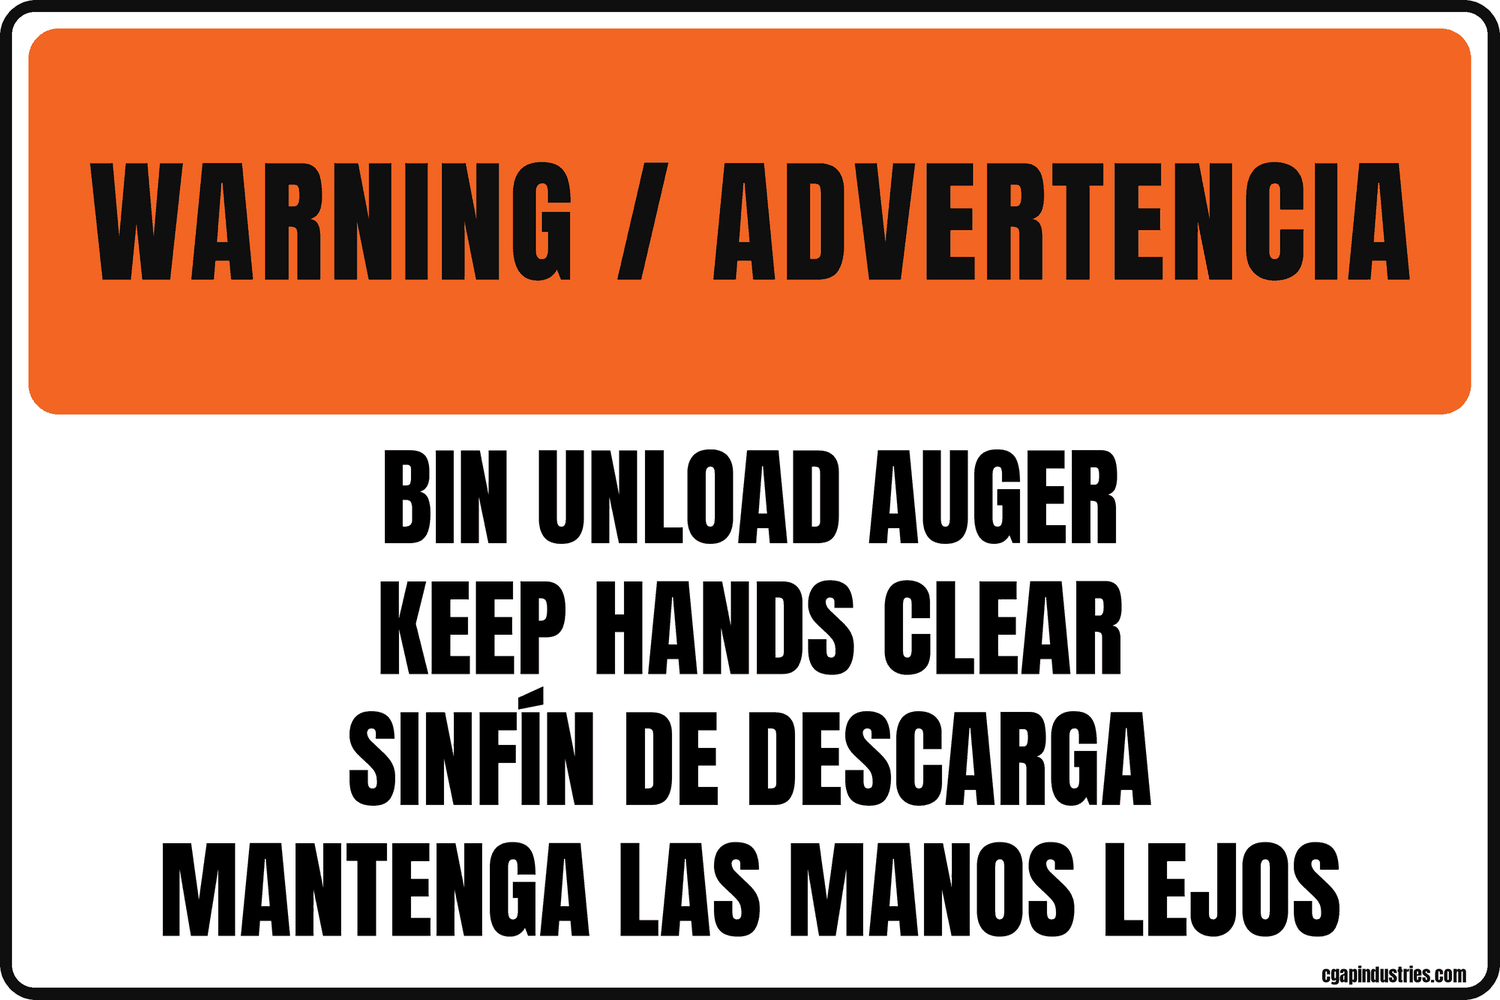 WARNING / ADVERTENCIA
BIN UNLOAD AUGER
KEEP HANDS CLEAR
SINFÍN DE DESCARGA
MANTENGA LAS MANOS LEJOS
cgapindustries.com